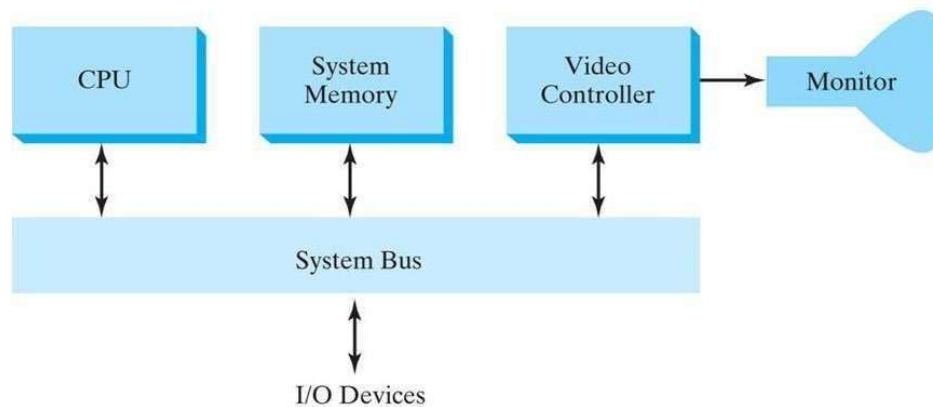 CPU
System
Memory
Video
Controller
Monitor
System Bus
I/O Devices